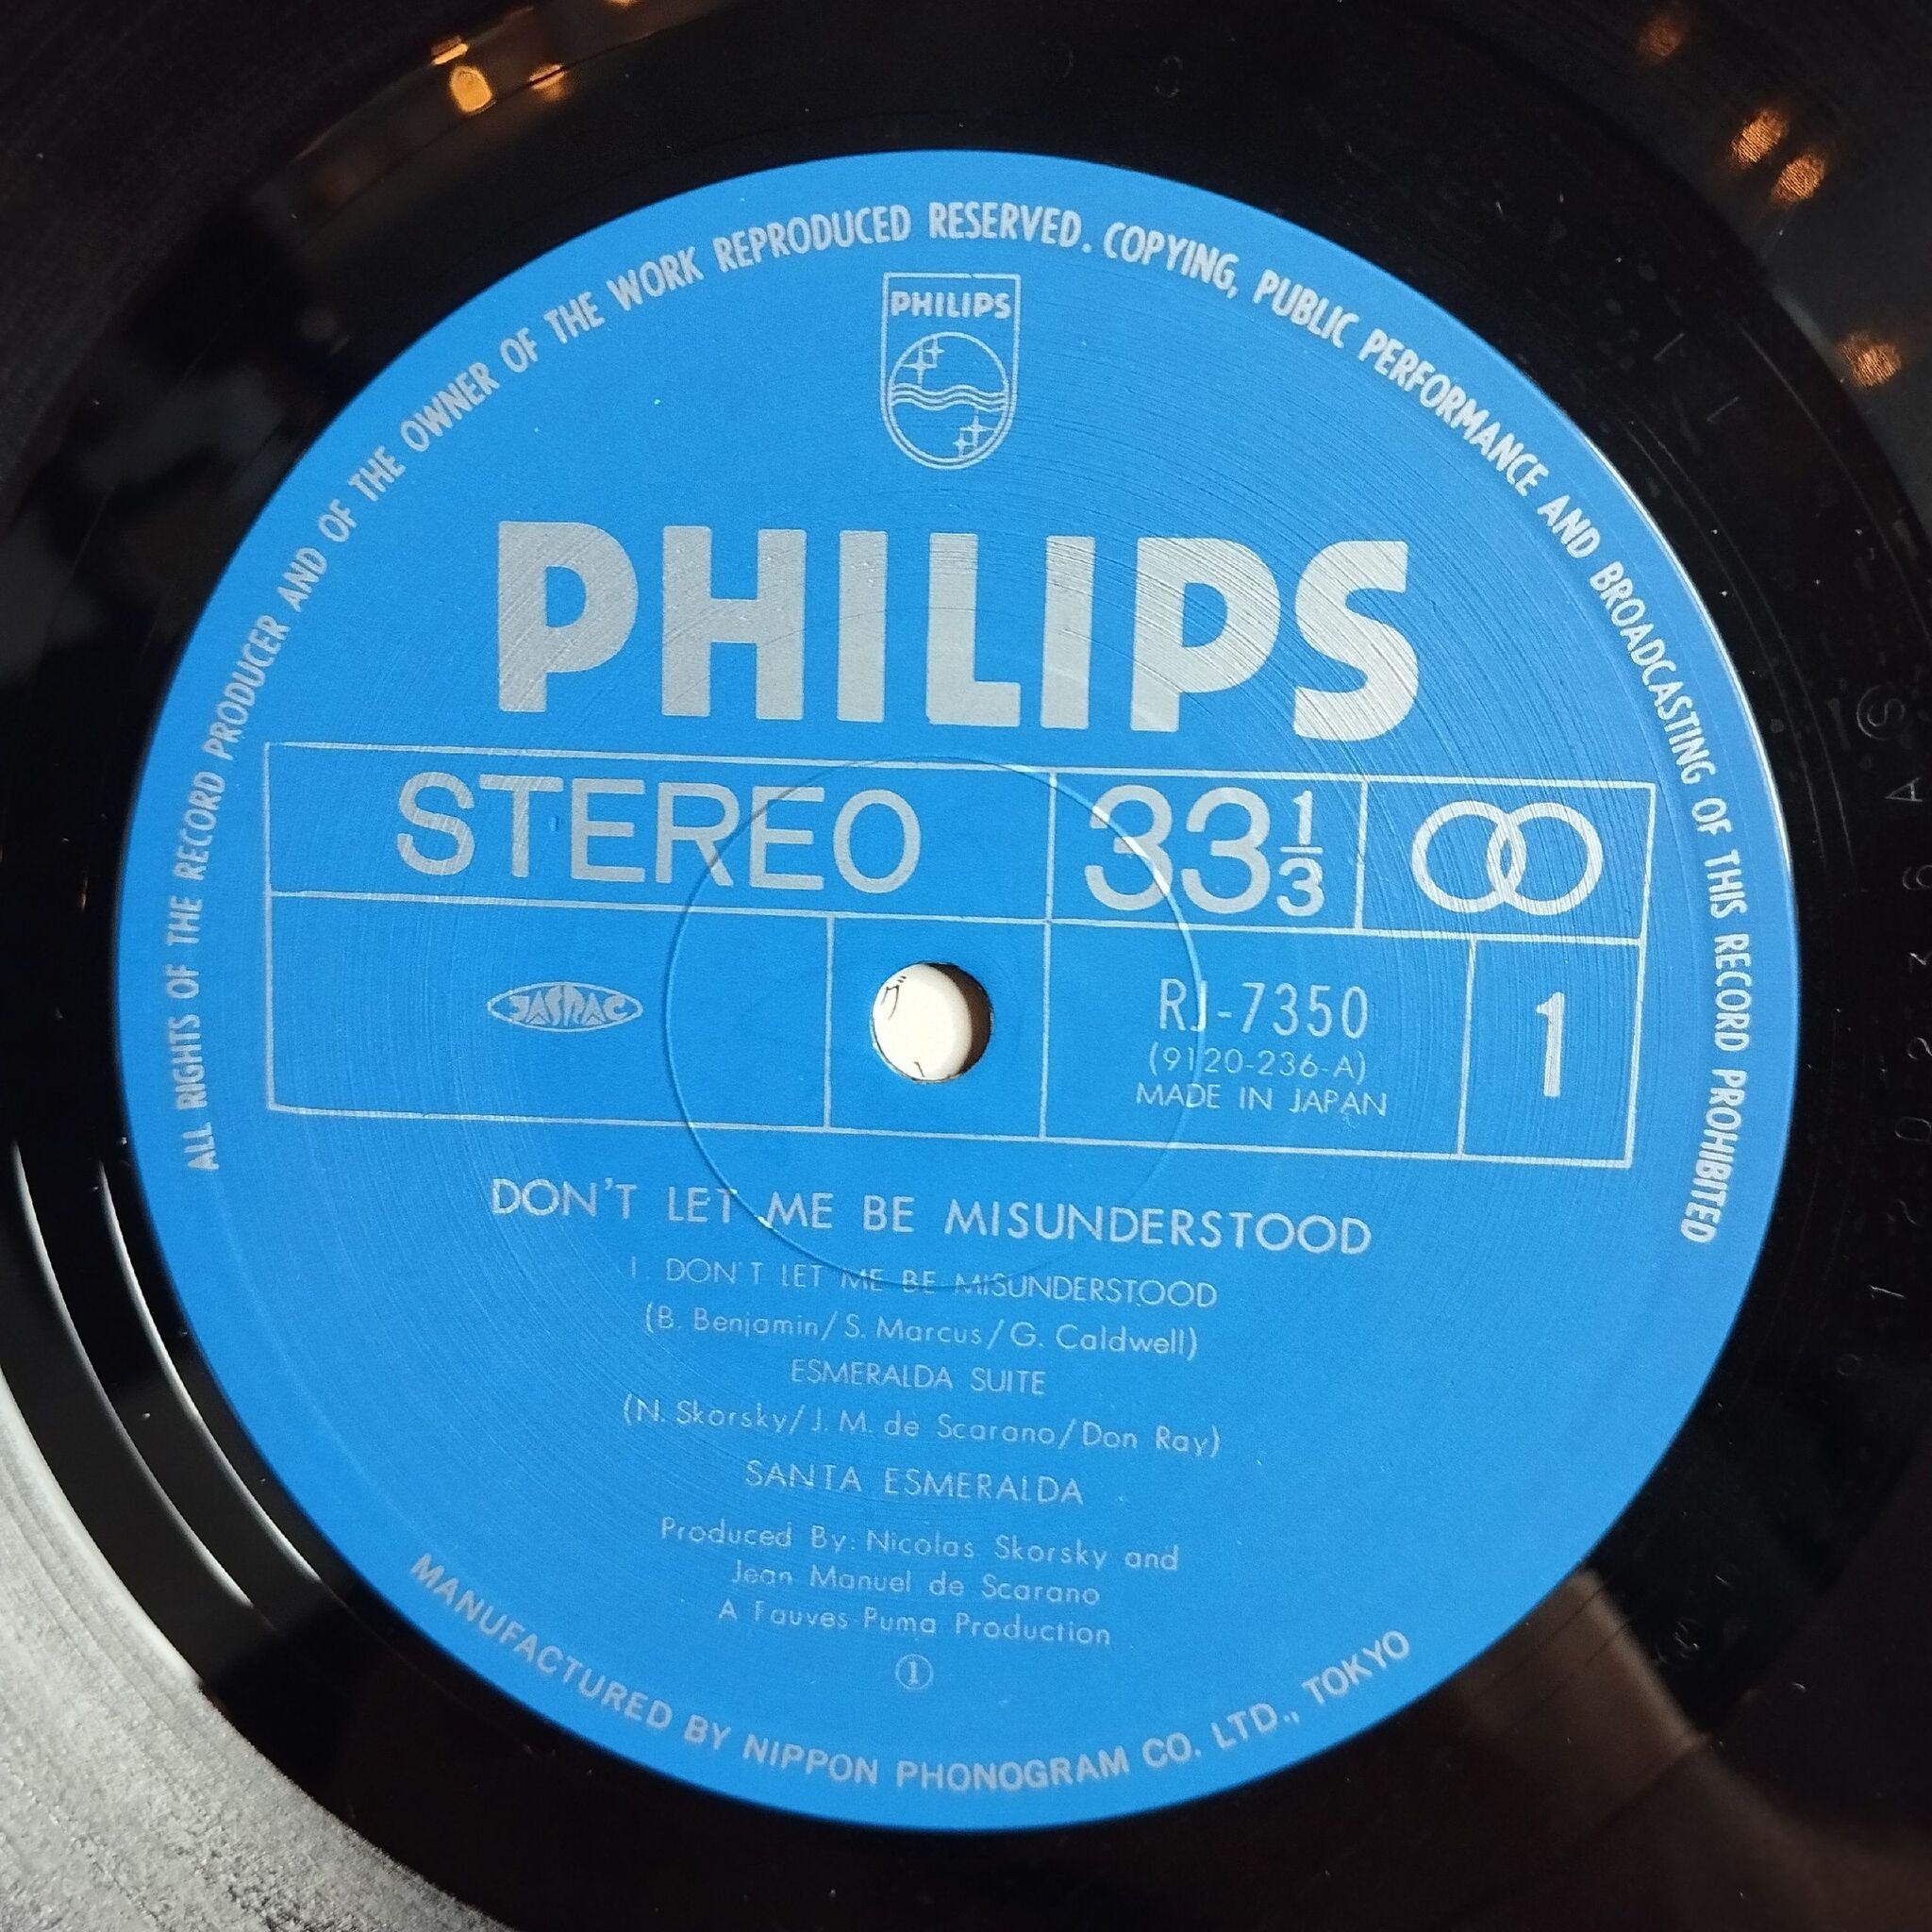 ALL RIGHTS OF THE RECORD PRODUCER AND OF THE OWNER OF THE WORK REPRODUCED RESERVED. COPYING, PUBLIC PERFORMANCE AND BROADCASTING OF THIS RECORD PROHIBITED
PHILIPS
PHILIPS
STEREO 33 1/3
JASRAC
RJ-7350
(9120-236-A)
MADE IN JAPAN
1
DON'T LET ME BE MISUNDERSTOOD
1. DON'T LET ME BE MISUNDERSTOOD
(B. Benjamin/S. Marcus/G. Caldwell)
ESMERALDA SUITE
(N. Skorsky/J. M. de Scarano/Don Ray)
SANTA ESMERALDA
Produced By: Nicolas Skorsky and
Jean Manuel de Scarano
A Fauves-Puma Production
①
MANUFACTURED BY NIPPON PHONOGRAM CO. LTD., TOKYO